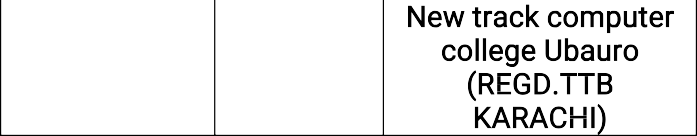 New track computer
college Ubauro
(REGD.TTB
KARACHI)